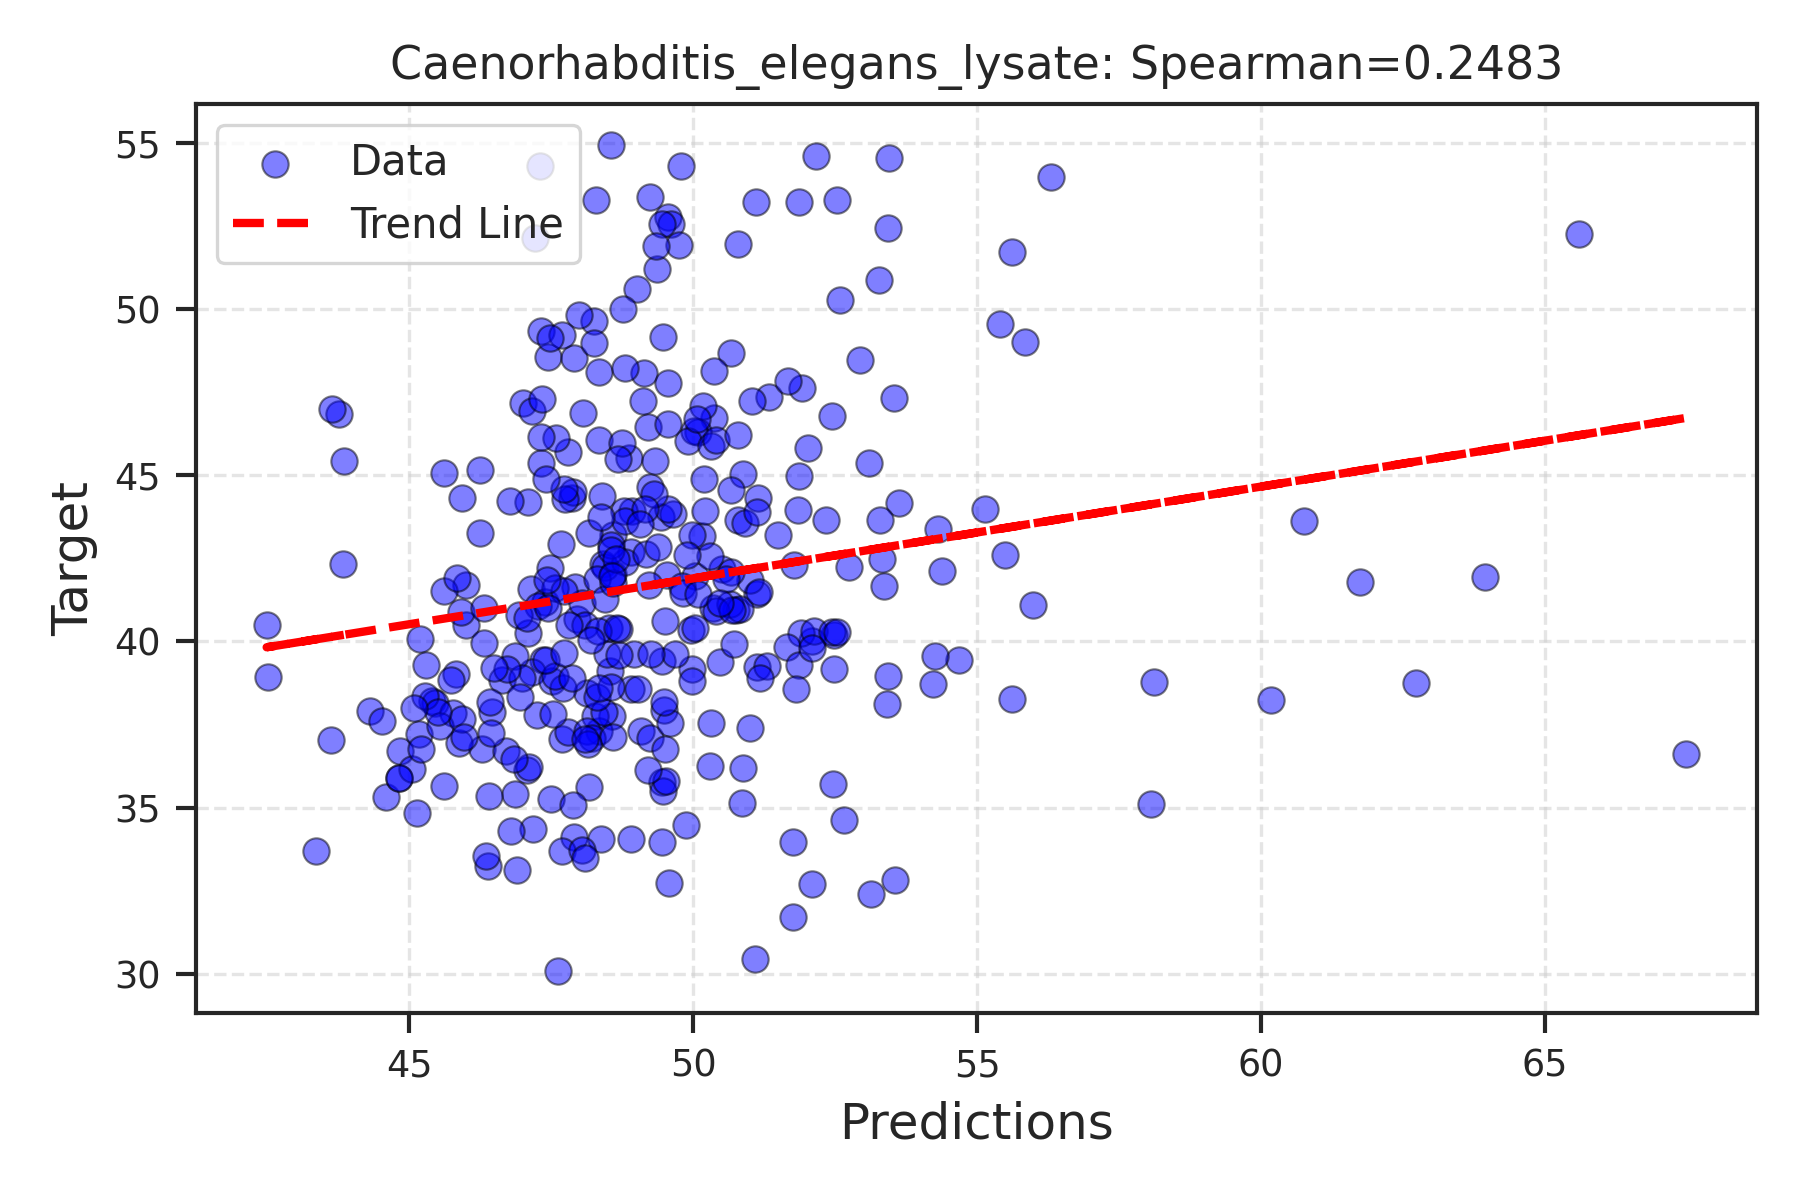 Caenorhabditis_elegans_lysate: Spearman=0.2483
Data
Trend Line
55
50
45
40
35
30
Target
45 50 55 60 65
Predictions